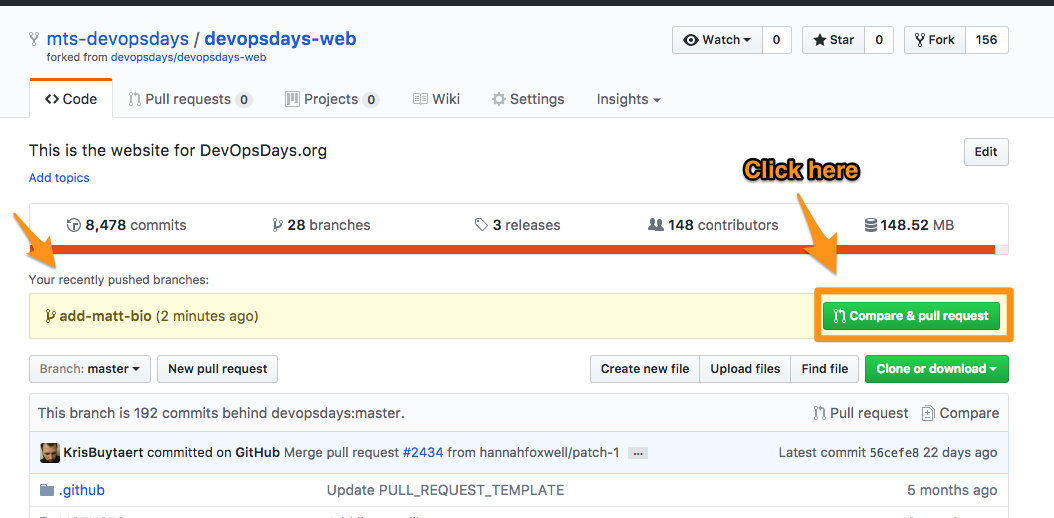 mts-devopsdays / devopsdays-web
Watch 0 Star 0 Fork 156
forked from devopsdays/devopsdays-web
Code Pull requests 0 Projects 0 Wiki Settings Insights
This is the website for DevOpsDays.org
Edit
Add topics
Click here
8,478 commits 28 branches 3 releases 148 contributors 148.52 MB
Your recently pushed branches:
add-matt-bio (2 minutes ago)
Compare & pull request
Branch: master New pull request Create new file Upload files Find file Clone or download
This branch is 192 commits behind devopsdays:master.
Pull request Compare
KrisBuytaert committed on GitHub Merge pull request #2434 from hannahfoxwell/patch-1 ...
Latest commit 56cefe8 22 days ago
.github Update PULL_REQUEST_TEMPLATE 5 months ago